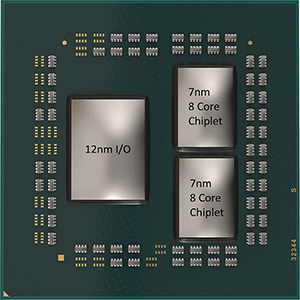 7nm
8 Core
Chiplet
12nm I/O
7nm
8 Core
Chiplet
S
32344